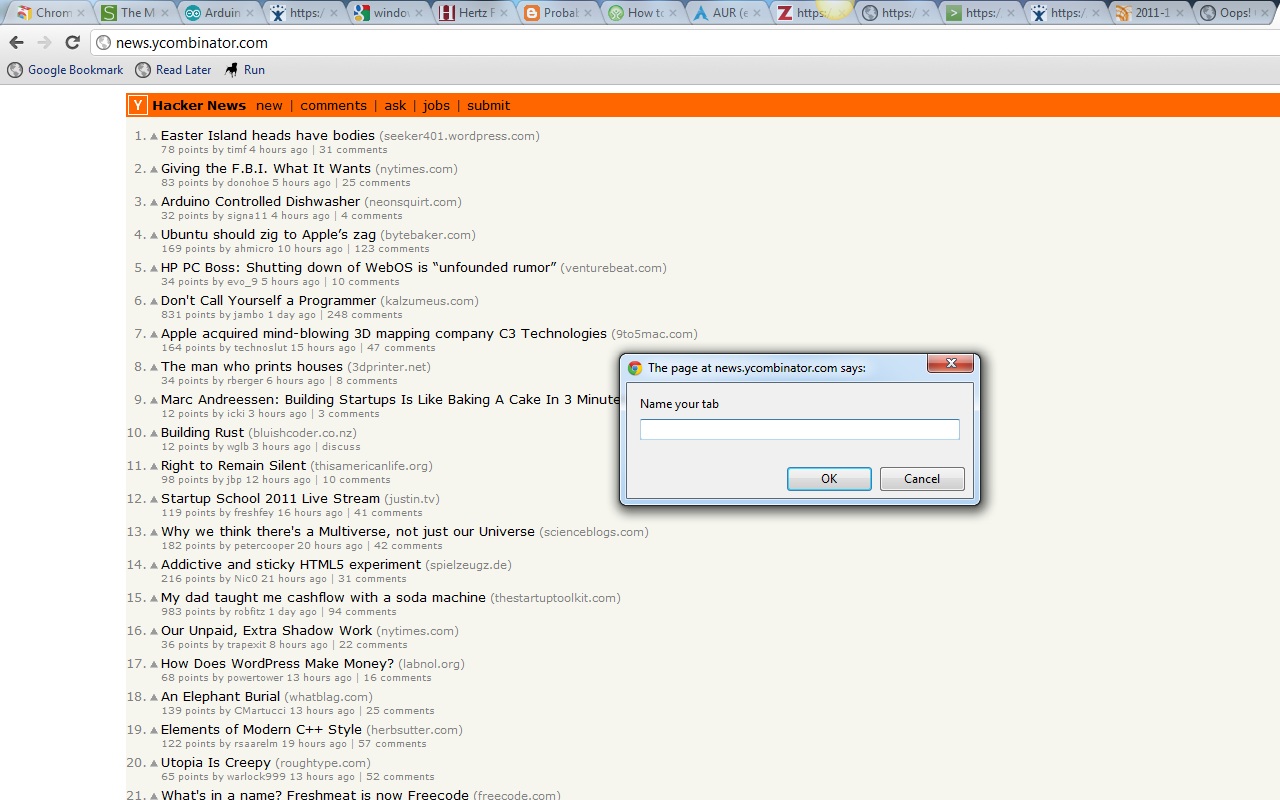 Chrom The M Arduin https:/ windo Hertz F Probal How to AUR (e https: https:/ https:/ https:/ 2011-1 Oops!
news.ycombinator.com
Google Bookmark Read Later Run
Y Hacker News new | comments | ask | jobs | submit
1. Easter Island heads have bodies (seeker401.wordpress.com)
78 points by timf 4 hours ago | 31 comments
2. Giving the F.B.I. What It Wants (nytimes.com)
83 points by donohoe 5 hours ago | 25 comments
3. Arduino Controlled Dishwasher (neonsquirt.com)
32 points by signa11 4 hours ago | 4 comments
4. Ubuntu should zig to Apple’s zag (bytebaker.com)
169 points by ahmicro 10 hours ago | 123 comments
5. HP PC Boss: Shutting down of WebOS is “unfounded rumor” (venturebeat.com)
34 points by evo_9 5 hours ago | 10 comments
6. Don't Call Yourself a Programmer (kalzumeus.com)
831 points by jambo 1 day ago | 248 comments
7. Apple acquired mind-blowing 3D mapping company C3 Technologies (9to5mac.com)
164 points by technoslut 15 hours ago | 47 comments
8. The man who prints houses (3dprinter.net)
34 points by rberger 6 hours ago | 8 comments
9. Marc Andreessen: Building Startups Is Like Baking A Cake In 3 Minute
12 points by icki 3 hours ago | 3 comments
10. Building Rust (bluishcoder.co.nz)
12 points by wglb 3 hours ago | discuss
11. Right to Remain Silent (thisamericanlife.org)
98 points by jbp 12 hours ago | 10 comments
12. Startup School 2011 Live Stream (justin.tv)
119 points by freshfey 16 hours ago | 41 comments
13. Why we think there's a Multiverse, not just our Universe (scienceblogs.com)
182 points by petercooper 20 hours ago | 42 comments
14. Addictive and sticky HTML5 experiment (spielzeugz.de)
216 points by Nic0 21 hours ago | 31 comments
15. My dad taught me cashflow with a soda machine (thestartuptoolkit.com)
983 points by robfitz 1 day ago | 94 comments
16. Our Unpaid, Extra Shadow Work (nytimes.com)
36 points by trapexit 8 hours ago | 22 comments
17. How Does WordPress Make Money? (labnol.org)
68 points by powertower 13 hours ago | 16 comments
18. An Elephant Burial (whatblag.com)
139 points by CMartucci 13 hours ago | 25 comments
19. Elements of Modern C++ Style (herbsutter.com)
122 points by rsaarelm 19 hours ago | 57 comments
20. Utopia Is Creepy (roughtype.com)
65 points by warlock999 13 hours ago | 52 comments
21. What's in a name? Freshmeat is now Freecode (freecode.com)
The page at news.ycombinator.com says:
Name your tab
OK Cancel